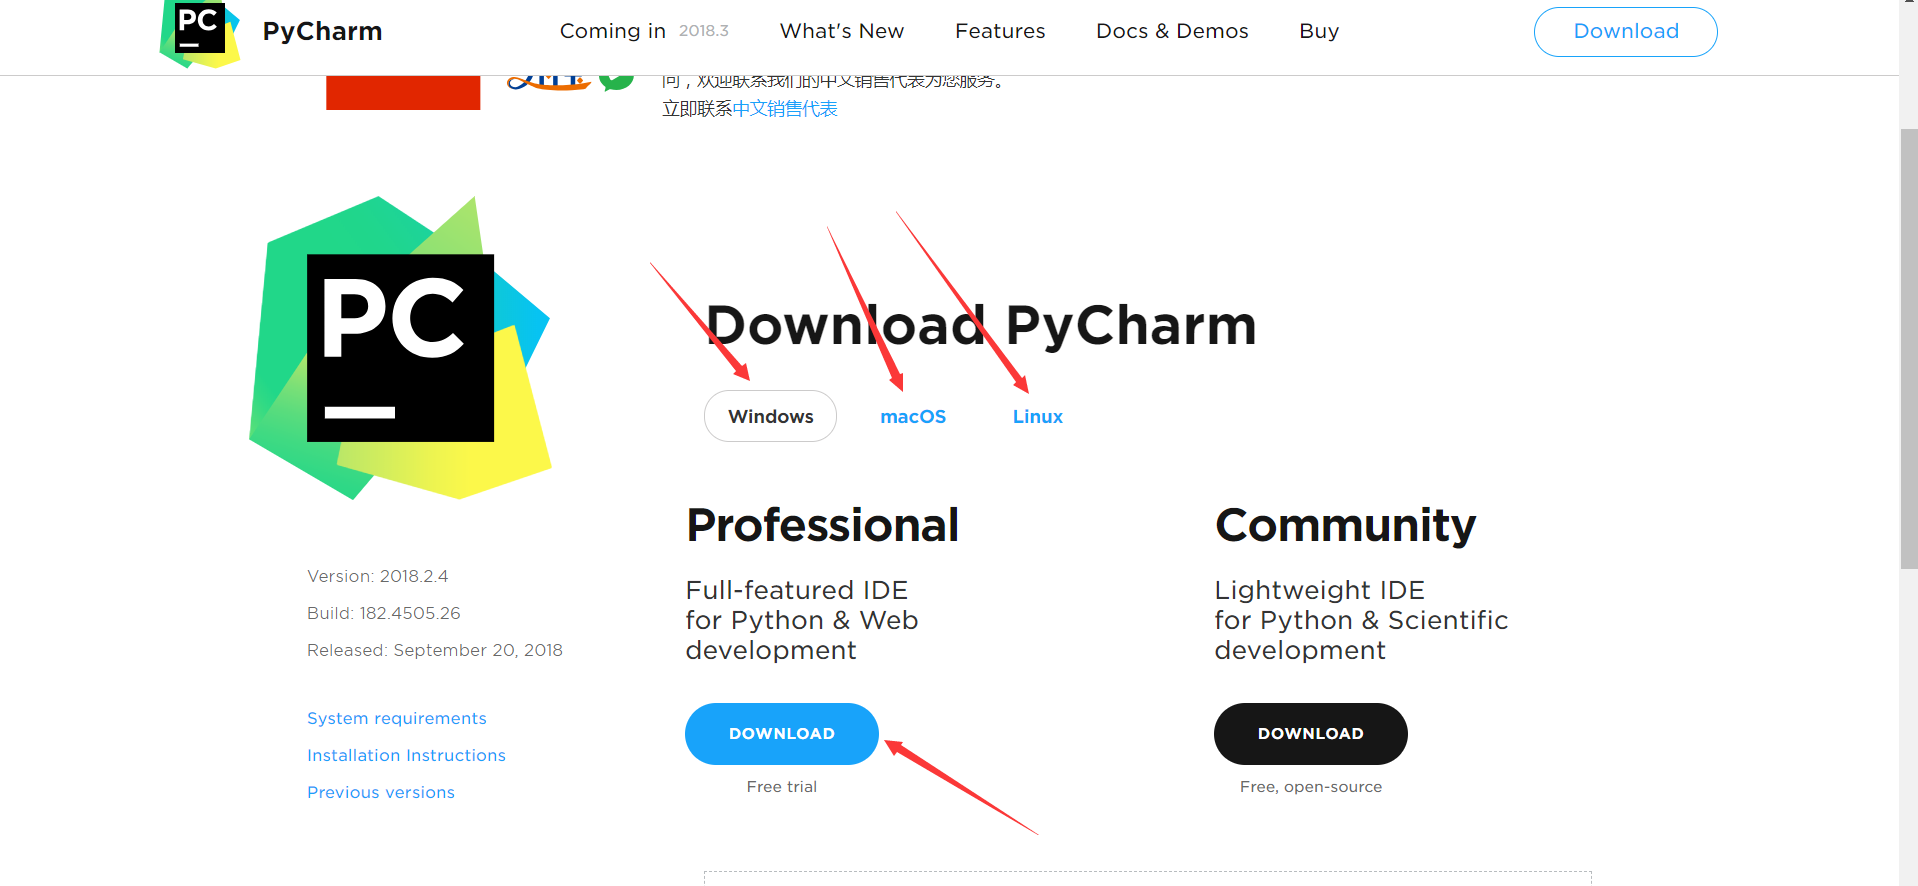 PC
PyCharm
Coming in 2018.3
What's New
Features
Docs & Demos
Buy
Download
问，欢迎联系我们的中文销售代表为您服务。
立即联系中文销售代表
PC
Download PyCharm
Windows
macOS
Linux
Professional
Full-featured IDE
for Python & Web
development
DOWNLOAD
Free trial
Community
Lightweight IDE
for Python & Scientific
development
DOWNLOAD
Free, open-source
Version: 2018.2.4
Build: 182.4505.26
Released: September 20, 2018
System requirements
Installation Instructions
Previous versions